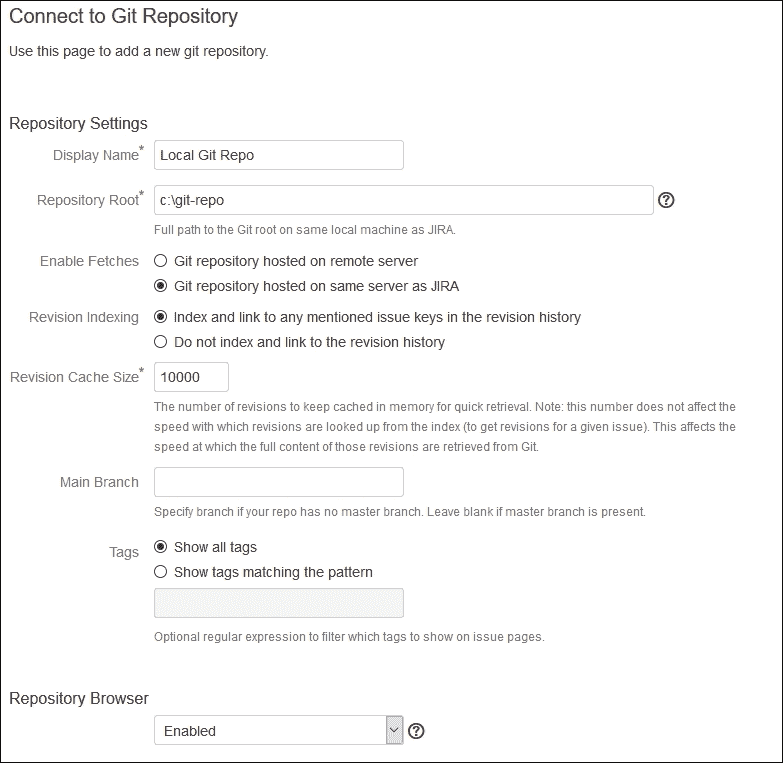 Connect to Git Repository
Use this page to add a new git repository.
Repository Settings
Display Name*
Local Git Repo
Repository Root*
c:\git-repo
?
Full path to the Git root on same local machine as JIRA.
Enable Fetches
Git repository hosted on remote server
Git repository hosted on same server as JIRA
Revision Indexing
Index and link to any mentioned issue keys in the revision history
Do not index and link to the revision history
Revision Cache Size*
10000
The number of revisions to keep cached in memory for quick retrieval. Note: this number does not affect the
speed with which revisions are looked up from the index (to get revisions for a given issue). This affects the
speed at which the full content of those revisions are retrieved from Git.
Main Branch
Specify branch if your repo has no master branch. Leave blank if master branch is present.
Tags
Show all tags
Show tags matching the pattern
Optional regular expression to filter which tags to show on issue pages.
Repository Browser
Enabled
?